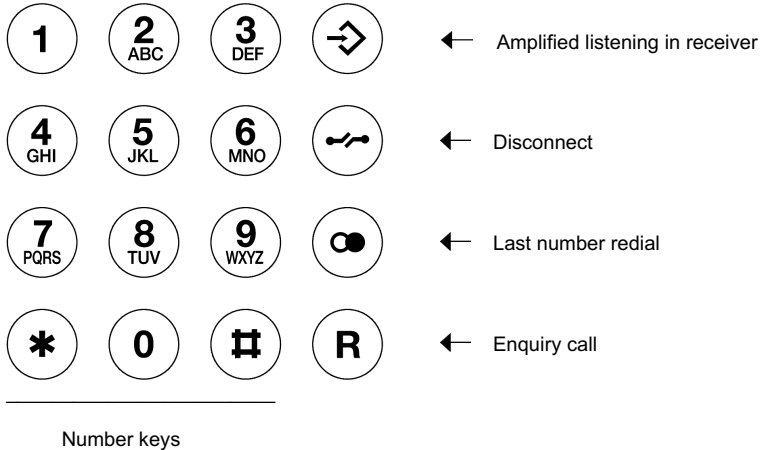 1 2 3 Amplified listening in receiver
ABC DEF
4 5 6 Disconnect
GHI JKL MNO
7 8 9 Last number redial
PQRS TUV WXYZ
* 0 # R Enquiry call
Number keys